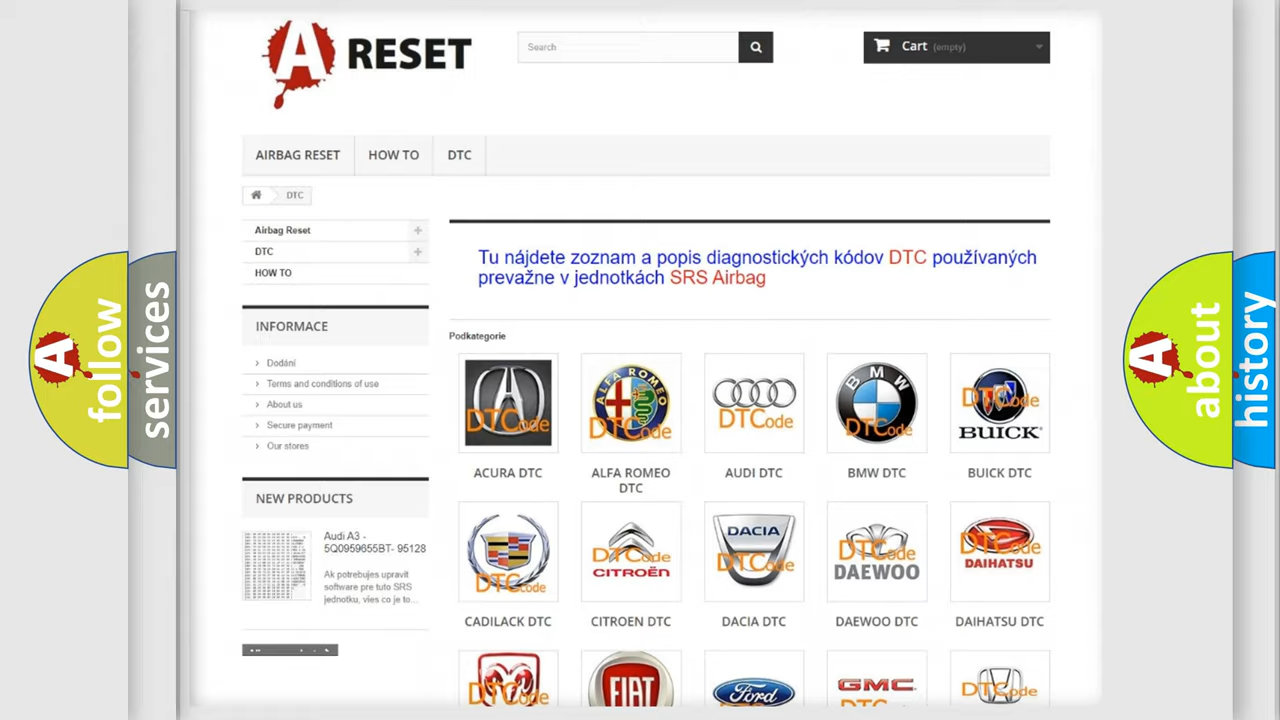 A RESET
Search
Cart (empty)
AIRBAG RESET
HOW TO
DTC
DTC
Airbag Reset
DTC
HOW TO
INFORMACE
Dodání
Terms and conditions of use
About us
Secure payment
Our stores
NEW PRODUCTS
Audi A3 -
5Q0959655BT- 95128
Ak potrebujes upravit
software pre tuto SRS
jednotku, vies co je to...
Tu nájdete zoznam a popis diagnostických kódov DTC používaných
prevažne v jednotkách SRS Airbag
Podkategorie
DTCode
ALFA ROMEO
DTCode
DTCode
BMW
DTCode
DTCode
BUICK
ACURA DTC
ALFA ROMEO
DTC
AUDI DTC
BMW DTC
BUICK DTC
DTCode
DTCode
CITROËN
DACIA
DTCode
DTCode
DAEWOO
DTCode
DAIHATSU
CADILACK DTC
CITROEN DTC
DACIA DTC
DAEWOO DTC
DAIHATSU DTC
DTCode
FIAT
Ford
GMC
DTCode
A
follow
services
A
about
history